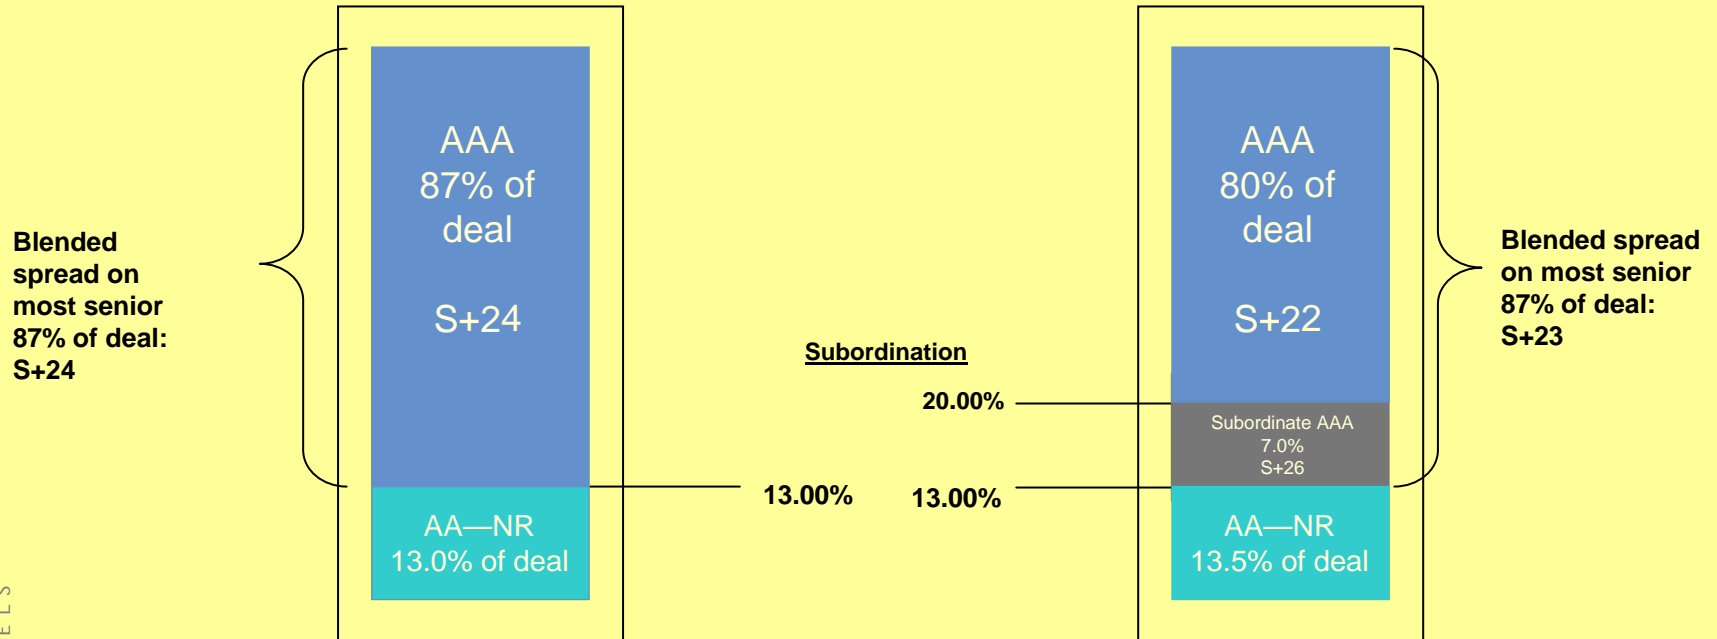 Blended
spread on
most senior
87% of deal:
S+24
AAA
87% of
deal
S+24
AA—NR
13.0% of deal
Subordination
20.00%
13.00%
13.00%
AAA
80% of
deal
S+22
Subordinate AAA
7.0%
S+26
AA—NR
13.5% of deal
Blended spread
on most senior
87% of deal:
S+23